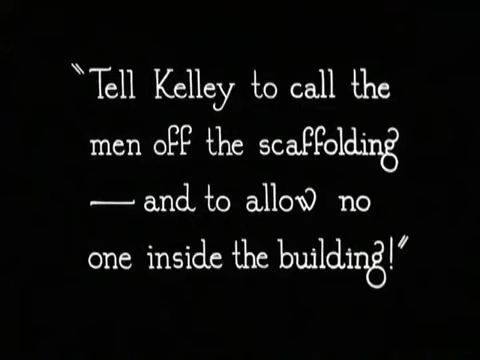 "Tell Kelley to call the
men off the scaffolding
— and to allow no
one inside the building!"